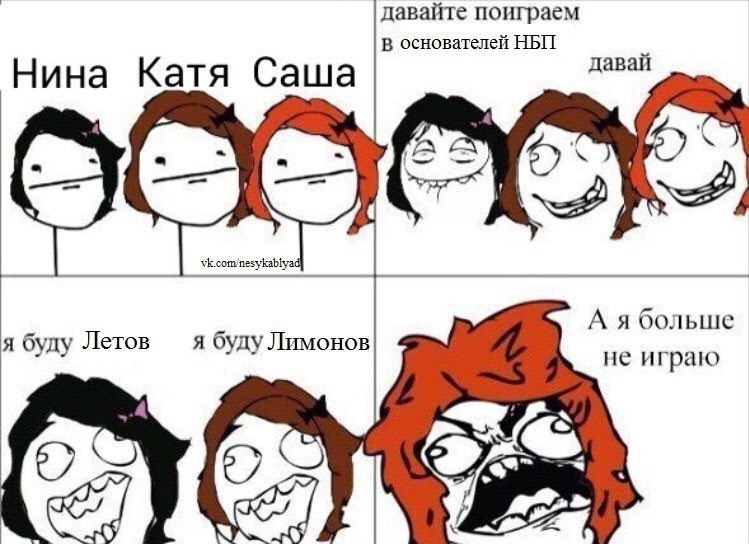 Нина Катя Саша
vk.com/nesykablyad
давайте поиграем
в основателей НБП
давай
я буду Летов
я буду Лимонов
А я больше
не играю